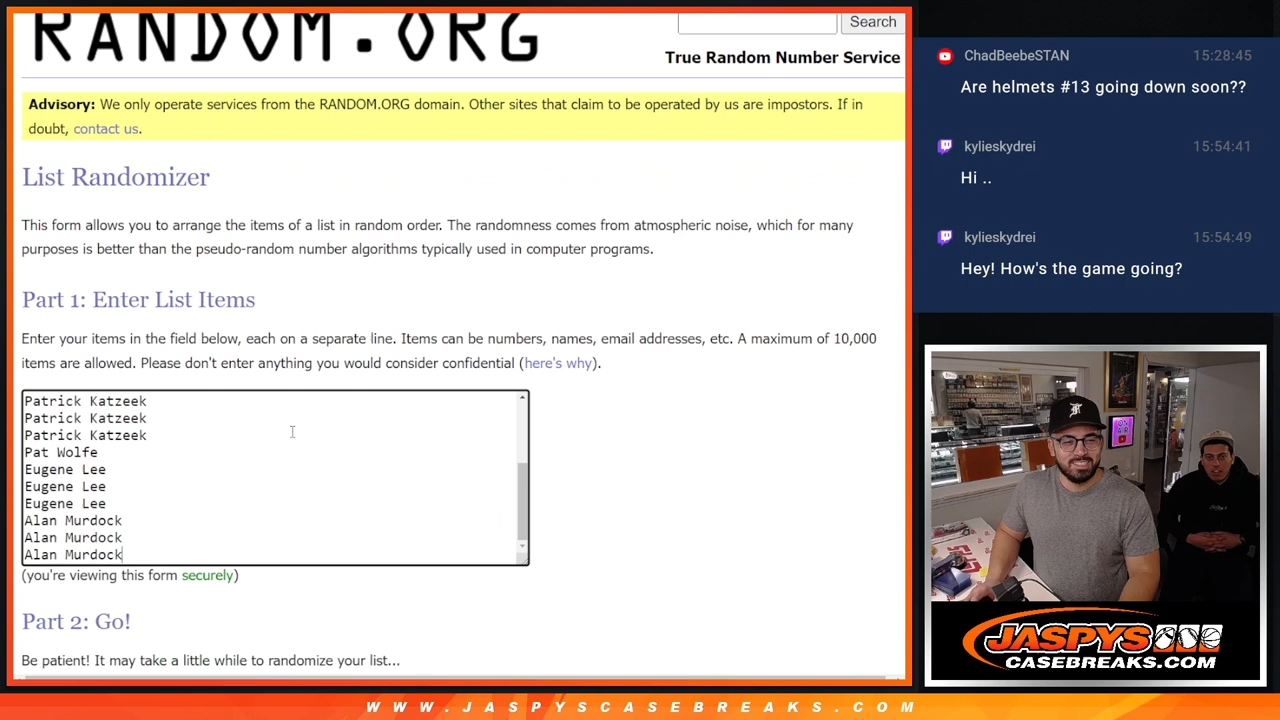 RANDOM.ORG
Search
True Random Number Service
Advisory: We only operate services from the RANDOM.ORG domain. Other sites that claim to be operated by us are impostors. If in
doubt, contact us.
List Randomizer
This form allows you to arrange the items of a list in random order. The randomness comes from atmospheric noise, which for many
purposes is better than the pseudo-random number algorithms typically used in computer programs.
Part 1: Enter List Items
Enter your items in the field below, each on a separate line. Items can be numbers, names, email addresses, etc. A maximum of 10,000
items are allowed. Please don't enter anything you would consider confidential (here's why).
Patrick Katzeek
Patrick Katzeek
Patrick Katzeek
Pat Wolfe
Eugene Lee
Eugene Lee
Eugene Lee
Alan Murdock
Alan Murdock
Alan Murdock
(you're viewing this form securely)
Part 2: Go!
Be patient! It may take a little while to randomize your list...
ChadBeebeSTAN 15:28:45
Are helmets #13 going down soon??
kylieskydrei 15:54:41
Hi ..
kylieskydrei 15:54:49
Hey! How's the game going?
ON AIR
JASPYS
CASEBREAKS.COM
WWW.JASPYSCASEBREAKS.COM